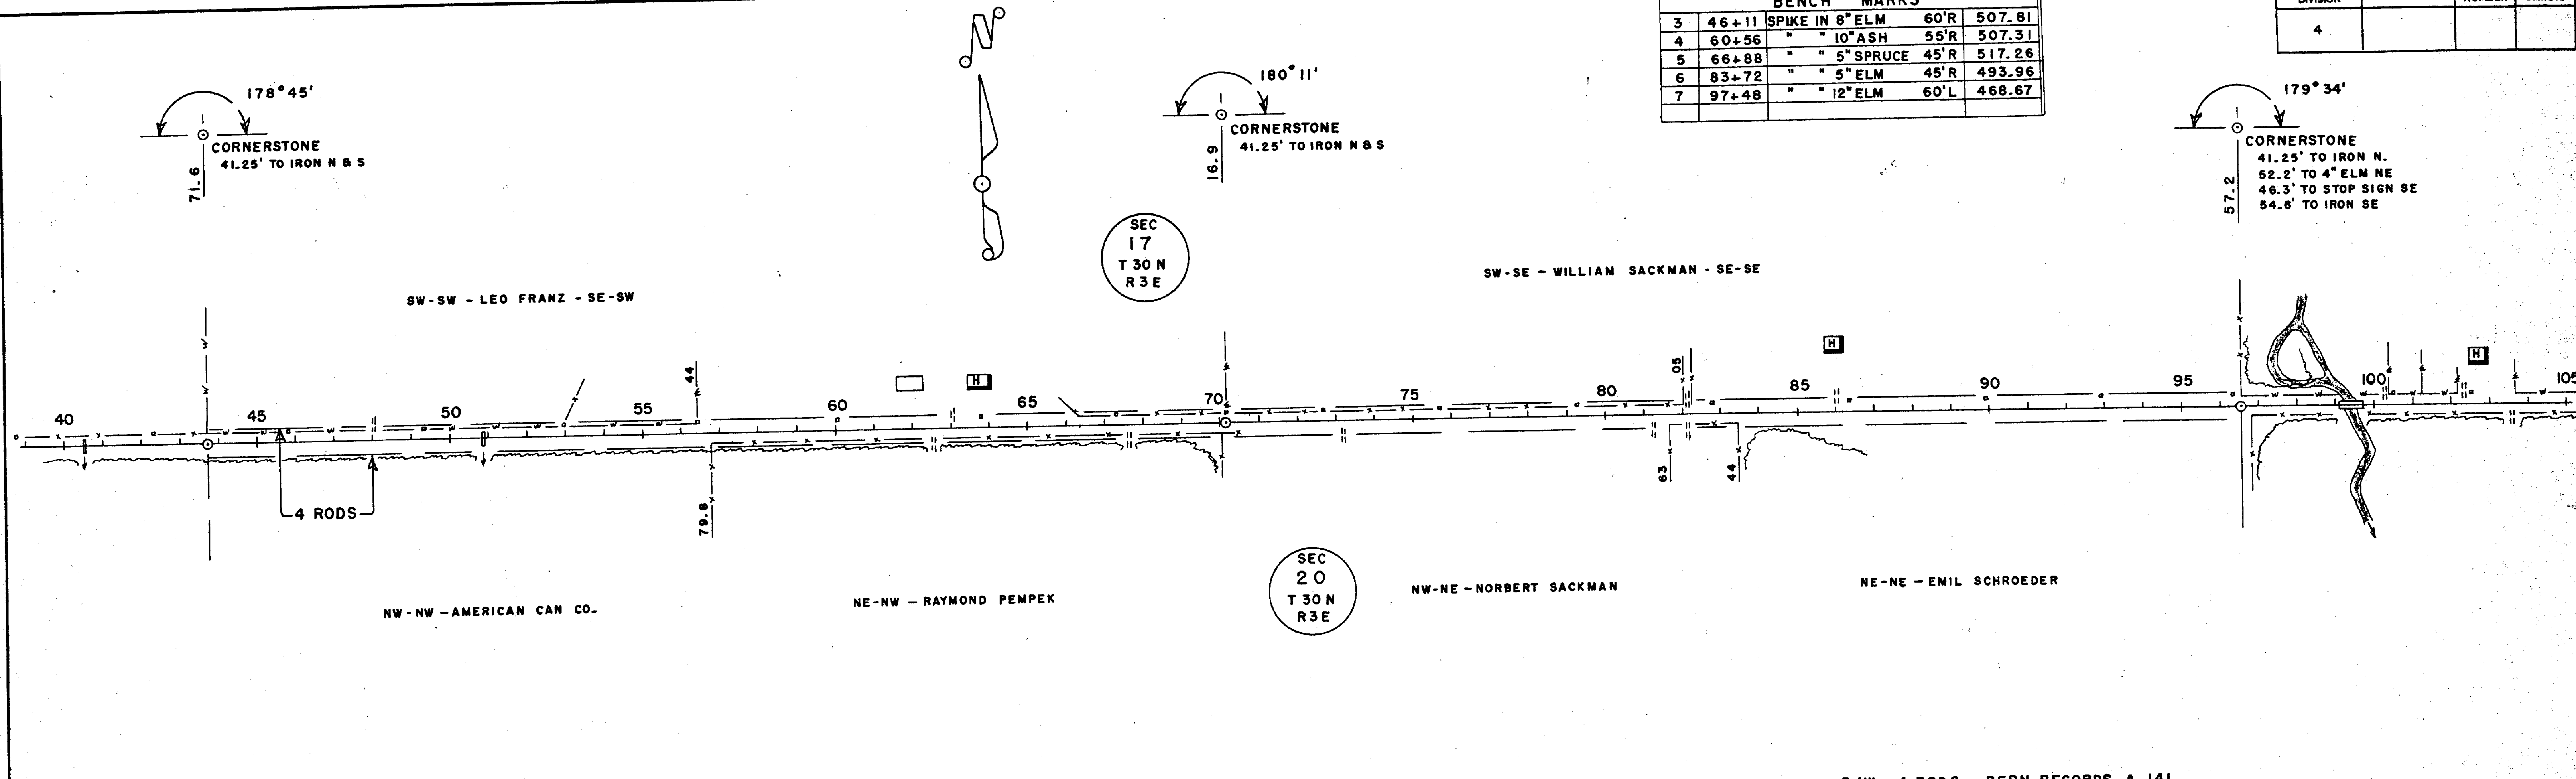 BENCH MARKS
3 46+11 SPIKE IN 8" ELM 60'R 507.81
4 60+56 " " 10" ASH 55'R 507.31
5 66+88 " " 5" SPRUCE 45'R 517.26
6 83+72 " " 5" ELM 45'R 493.96
7 97+48 " " 12" ELM 60'L 468.67
DIVISION
4
N
178°45'
CORNERSTONE
41.25' TO IRON N & S
71.6
180°11'
CORNERSTONE
41.25' TO IRON N & S
16.9
179°34'
CORNERSTONE
41.25' TO IRON N.
52.2' TO 4" ELM NE
46.3' TO STOP SIGN SE
54.6' TO IRON SE
57.2
SEC
17
T 30 N
R 3 E
SW-SW - LEO FRANZ - SE-SW
SW-SE - WILLIAM SACKMAN - SE-SE
H
H
H
44
05
40 45 50 55 60 65 70 75 80 85 90 95 100 105
4 RODS
79.8
63
44
SEC
20
T 30 N
R 3 E
NW-NW - AMERICAN CAN CO.
NE-NW - RAYMOND PEMPEK
NW-NE - NORBERT SACKMAN
NE-NE - EMIL SCHROEDER
4 RODS BERN RECORDS A 141